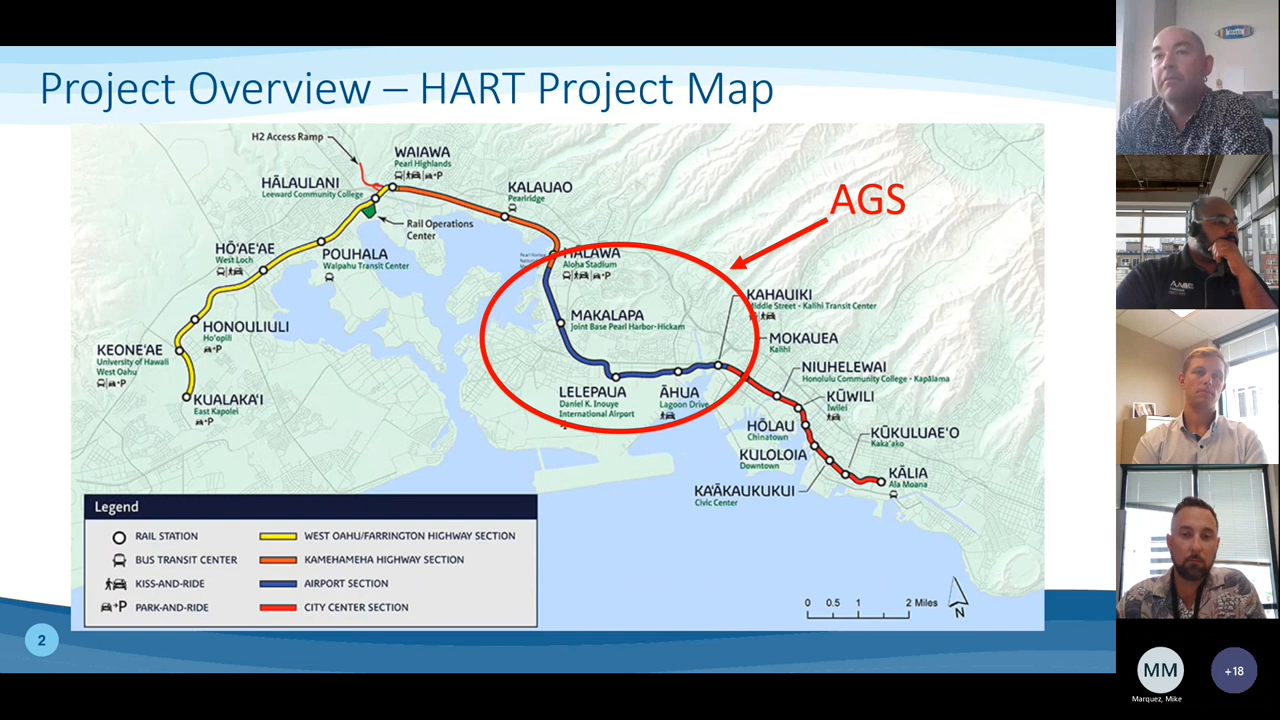 Project Overview – HART Project Map
H2 Access Ramp
WAIAWA
Pearl Highlands
P
HĀLAULANI
Leeward Community College
KALAUAO
Pearlridge
AGS
Rail Operations
Center
HŌ'AE'AE
West Loch
POUHALA
Waipahu Transit Center
HĀLAWA
Aloha Stadium
P
KAHAUIKI
Middle Street - Kalihi Transit Center
MAKALAPA
Joint Base Pearl Harbor-Hickam
HONOULIULI
Ho'opili
P
MOKAUEA
Kalihi
KEONE'AE
University of Hawaii
West Oahu
P
NIUHELEWAI
Honolulu Community College - Kapālama
KUALAKA'I
East Kapolei
P
LELEPAUA
Daniel K. Inouye
International Airport
ĀHUA
Lagoon Drive
KŪWILI
Iwilei
HŌLAU
Chinatown
KŪKULUAE'O
Kaka'ako
KULOLOIA
Downtown
KĀLIA
Ala Moana
KA'ĀKAUKUKUI
Civic Center
Legend
RAIL STATION
WEST OAHU/FARRINGTON HIGHWAY SECTION
BUS TRANSIT CENTER
KAMEHAMEHA HIGHWAY SECTION
KISS-AND-RIDE
AIRPORT SECTION
P PARK-AND-RIDE
CITY CENTER SECTION
0 0.5 1 2 Miles
N
2
MM
+18
Marquez, Mike